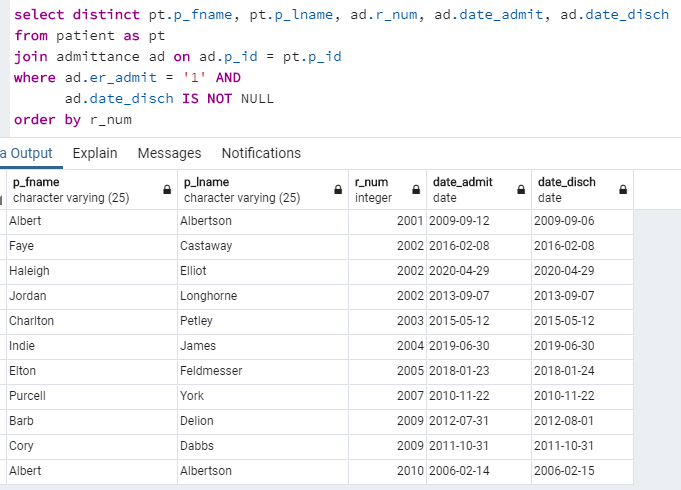 select distinct pt.p_fname, pt.p_lname, ad.r_num, ad.date_admit, ad.date_disch
from patient as pt
join admittance ad on ad.p_id = pt.p_id
where ad.er_admit = '1' AND
ad.date_disch IS NOT NULL
order by r_num
a Output Explain Messages Notifications
p_fname p_lname r_num date_admit date_disch
character varying (25) character varying (25) integer date date
Albert Albertson 2001 2009-09-12 2009-09-06
Faye Castaway 2002 2016-02-08 2016-02-08
Haleigh Elliot 2002 2020-04-29 2020-04-29
Jordan Longhorne 2002 2013-09-07 2013-09-07
Charlton Petley 2003 2015-05-12 2015-05-12
Indie James 2004 2019-06-30 2019-06-30
Elton Feldmesser 2005 2018-01-23 2018-01-24
Purcell York 2007 2010-11-22 2010-11-22
Barb Delion 2009 2012-07-31 2012-08-01
Cory Dabbs 2009 2011-10-31 2011-10-31
Albert Albertson 2010 2006-02-14 2006-02-15